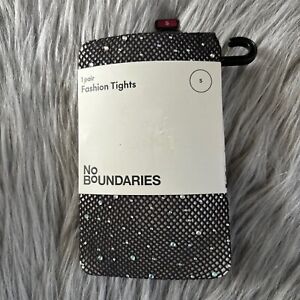 S
1 pair
Fashion Tights
S
No
BoUNDARIES